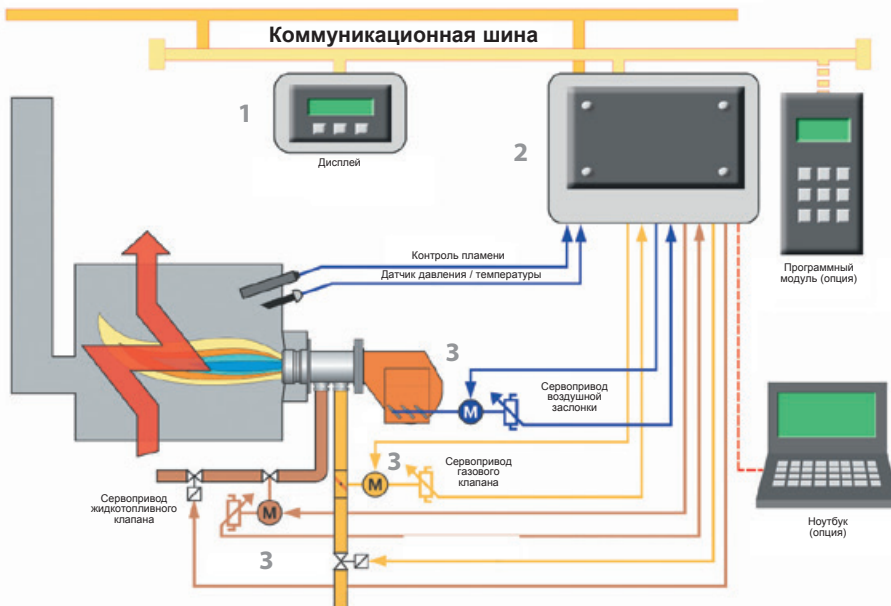 Коммуникационная шина
1
Дисплей
2
Программный
модуль (опция)
Контроль пламени
Датчик давления / температуры
3
M
Сервопривод
воздушной
заслонки
3
M
Сервопривод
газового
клапана
Сервопривод
жидкотопливного
клапана
M
3
Ноутбук
(опция)